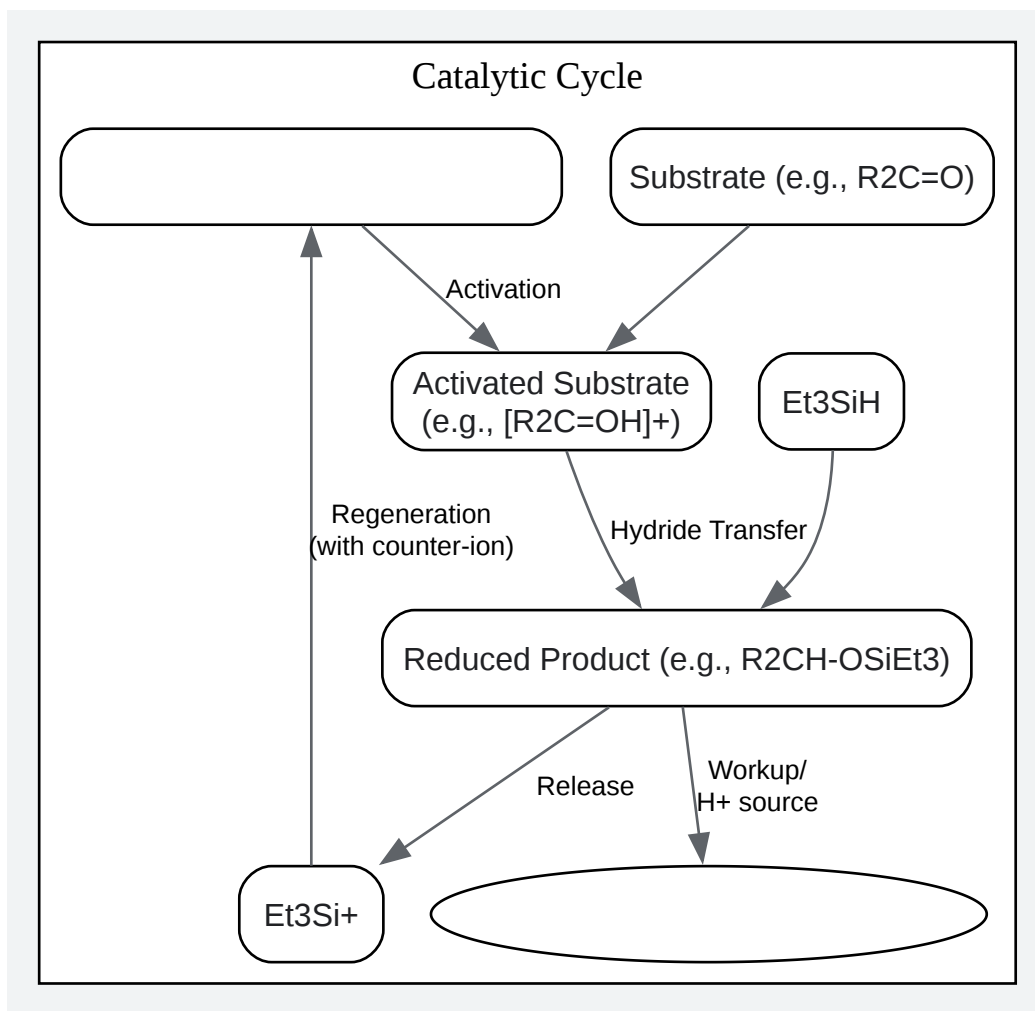 Catalytic Cycle
Substrate (e.g., R2C=O)
Activation
Activated Substrate
(e.g., [R2C=OH]+)
Et3SiH
Regeneration
(with counter-ion)
Hydride Transfer
Reduced Product (e.g., R2CH-OSiEt3)
Release
Workup/
H+ source
Et3Si+